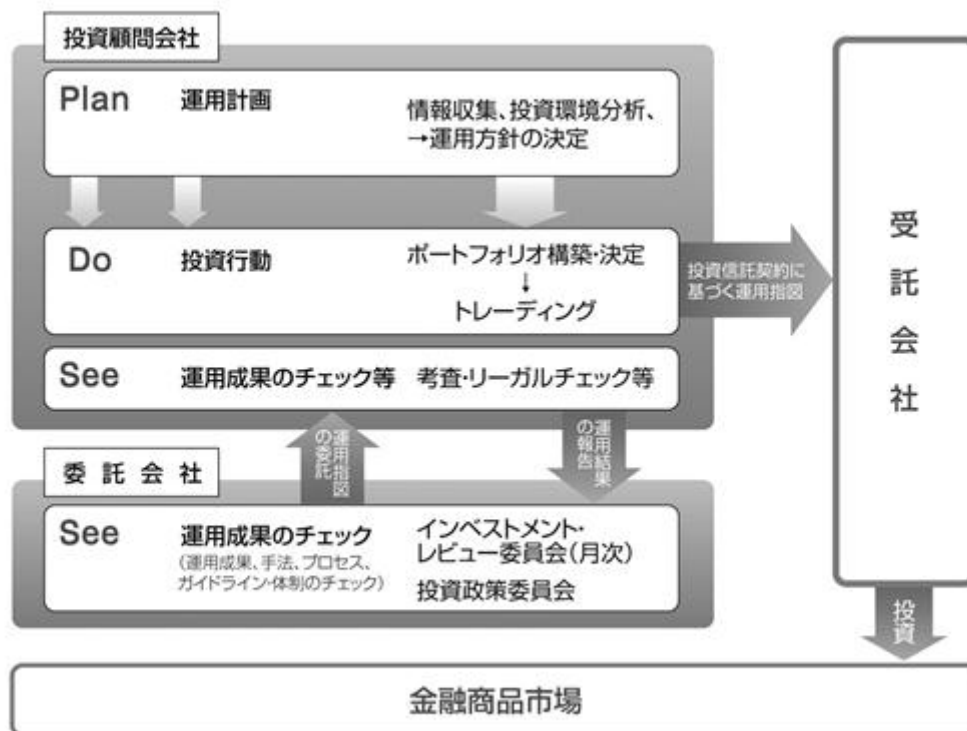 投資顧問会社
Plan 運用計画
情報収集、投資環境分析、
→運用方針の決定
Do 投資行動
ポートフォリオ構築・決定
↓
トレーディング
投資信託契約に
基づく運用指図
See 運用成果のチェック等 考査・リーガルチェック等
運用指図
の委託
運用結果
の報告
委託会社
See 運用成果のチェック
(運用成果、手法、プロセス、
ガイドライン・体制のチェック)
インベストメント・
レビュー委員会(月次)
投資政策委員会
受託会社
投資
金融商品市場